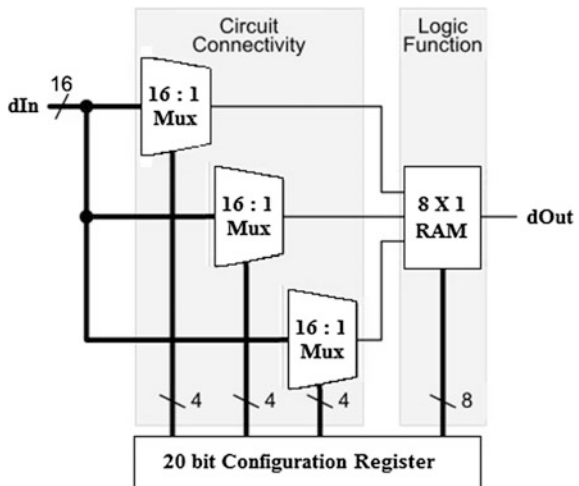 Circuit
Connectivity
Logic
Function
16
dIn
16 : 1
Mux
16 : 1
Mux
8 X 1
RAM
dOut
16 : 1
Mux
4
4
4
8
20 bit Configuration Register